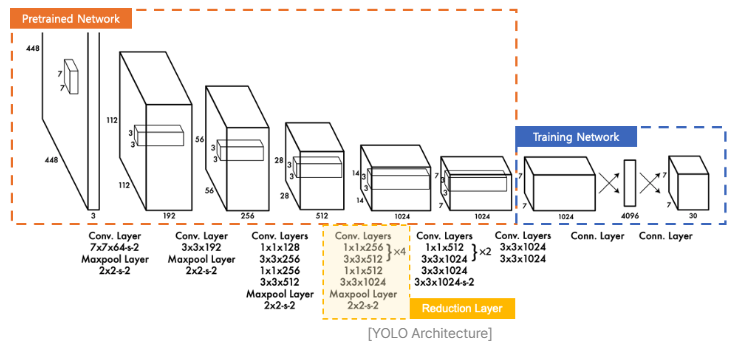 Pretrained Network
448
448
7
7
3
112
112
3
3
192
56
56
3
3
256
28
28
3
3
512
14
14
3
3
1024
7
7
3
3
1024
Training Network
7
7
1024
4096
7
7
30
Conv. Layer
7x7x64-s-2
Maxpool Layer
2x2-s-2
Conv. Layer
3x3x192
Maxpool Layer
2x2-s-2
Conv. Layers
1x1x128
3x3x256
1x1x256
3x3x512
Maxpool Layer
2x2-s-2
Conv. Layers
1x1x256
3x3x512 }×4
1x1x512
3x3x1024
Maxpool Layer
2x2-s-2
Conv. Layers
1x1x512
3x3x1024 }×2
3x3x1024
3x3x1024-s-2
Conv. Layers
3x3x1024
3x3x1024
Conn. Layer
Conn. Layer
Reduction Layer
[YOLO Architecture]